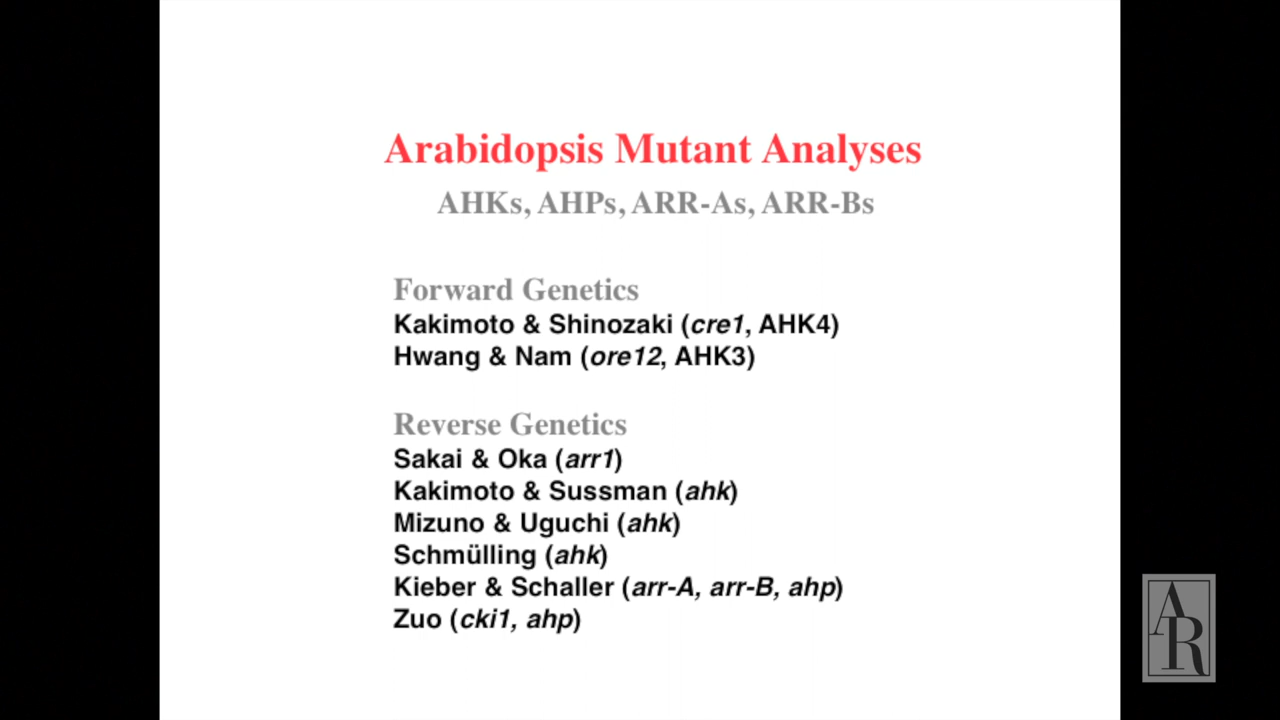 Arabidopsis Mutant Analyses
AHKs, AHPs, ARR-As, ARR-Bs
Forward Genetics
Kakimoto & Shinozaki (cre1, AHK4)
Hwang & Nam (ore12, AHK3)
Reverse Genetics
Sakai & Oka (arr1)
Kakimoto & Sussman (ahk)
Mizuno & Uguchi (ahk)
Schmülling (ahk)
Kieber & Schaller (arr-A, arr-B, ahp)
Zuo (cki1, ahp)
AR